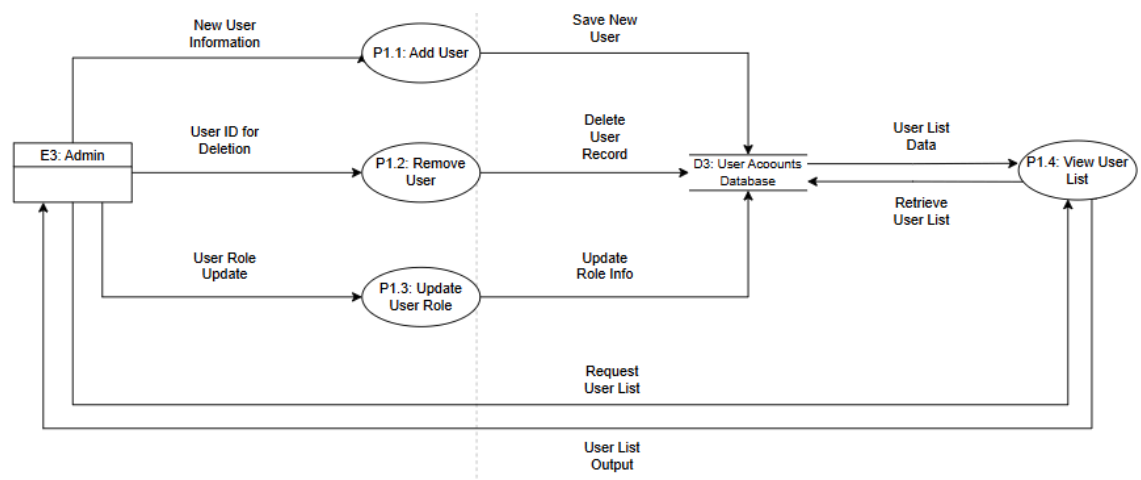 New User
Information
P1.1: Add User
Save New
User
E3: Admin
User ID for
Deletion
P1.2: Remove
User
Delete
User
Record
D3: User Accounts
Database
User List
Data
P1.4: View User
List
Retrieve
User List
User Role
Update
P1.3: Update
User Role
Update
Role Info
Request
User List
User List
Output